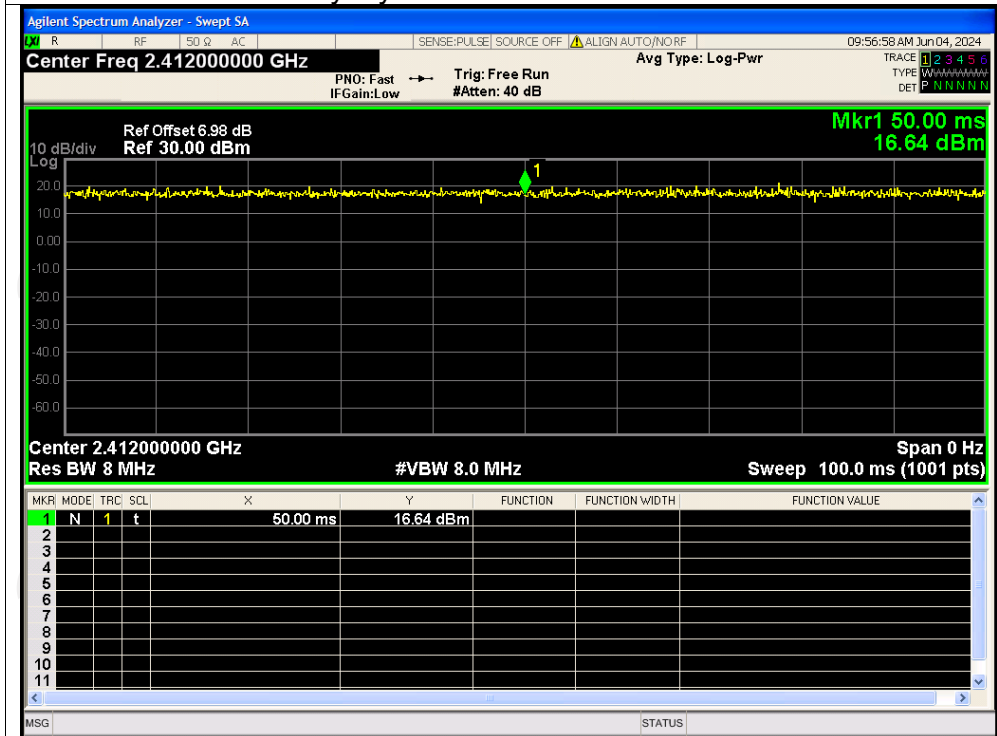 Agilent Spectrum Analyzer - Swept SA
LXI R RF 50 Ω AC SENSE:PULSE SOURCE OFF ALIGN AUTO/NO RF 09:56:58 AM Jun 04, 2024
Center Freq 2.412000000 GHz Avg Type: Log-Pwr TRACE 1 2 3 4 5 6
PNO: Fast Trig: Free Run TYPE WWWWWWW
IFGain:Low #Atten: 40 dB DET P N N N N N
Mkr1 50.00 ms
Ref Offset 6.98 dB
10 dB/div Ref 30.00 dBm 16.64 dBm
Log
1
20.0
10.0
0.00
-10.0
-20.0
-30.0
-40.0
-50.0
-60.0
Center 2.412000000 GHz Span 0 Hz
Res BW 8 MHz #VBW 8.0 MHz Sweep 100.0 ms (1001 pts)
MKR MODE TRC SCL X Y FUNCTION FUNCTION WIDTH FUNCTION VALUE
1 N 1 t 50.00 ms 16.64 dBm
2
3
4
5
6
7
8
9
10
11
MSG STATUS